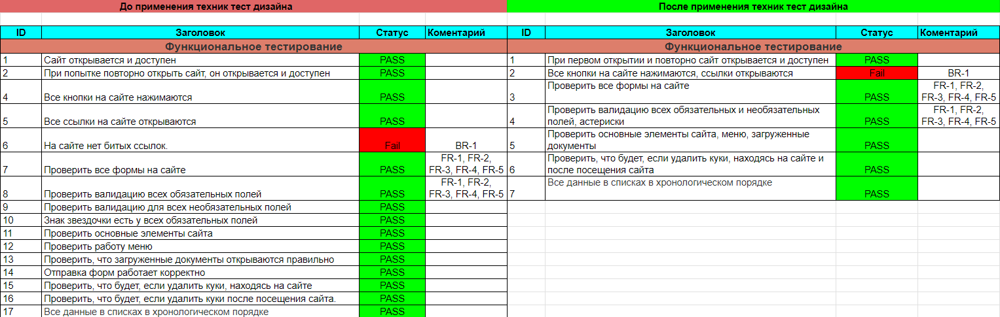 До применения техник тест дизайна
ID Заголовок Статус Коментарий
Функциональное тестирование
1 Сайт открывается и доступен PASS
2 При попытке повторно открыть сайт, он открывается и доступен PASS
4 Все кнопки на сайте нажимаются PASS
5 Все ссылки на сайте открываются PASS
6 На сайте нет битых ссылок. Fail BR-1
7 Проверить все формы на сайте PASS FR-1, FR-2,
FR-3, FR-4, FR-5
8 Проверить валидацию всех обязательных полей PASS FR-1, FR-2,
FR-3, FR-4, FR-5
9 Проверить валидацию для всех необязательных полей PASS
10 Знак звездочки есть у всех обязательных полей PASS
11 Проверить основные элементы сайта PASS
12 Проверить работу меню PASS
13 Проверить, что загруженные документы открываются правильно PASS
14 Отправка форм работает корректно PASS
15 Проверить, что будет, если удалить куки, находясь на сайте PASS
16 Проверить, что будет, если удалить куки после посещения сайта. PASS
17 Все данные в списках в хронологическом порядке PASS
После применения техник тест дизайна
ID Заголовок Статус Коментарий
Функциональное тестирование
1 При первом открытии и повторно сайт открывается и доступен PASS
2 Все кнопки на сайте нажимаются, ссылки открываются Fail BR-1
3 Проверить все формы на сайте PASS FR-1, FR-2,
FR-3, FR-4, FR-5
4 Проверить валидацию всех обязательных и необязательных
полей, астериски PASS FR-1, FR-2,
FR-3, FR-4, FR-5
5 Проверить основные элементы сайта, меню, загруженные
документы PASS
6 Проверить, что будет, если удалить куки, находясь на сайте и
после посещения сайта PASS
7 Все данные в списках в хронологическом порядке PASS